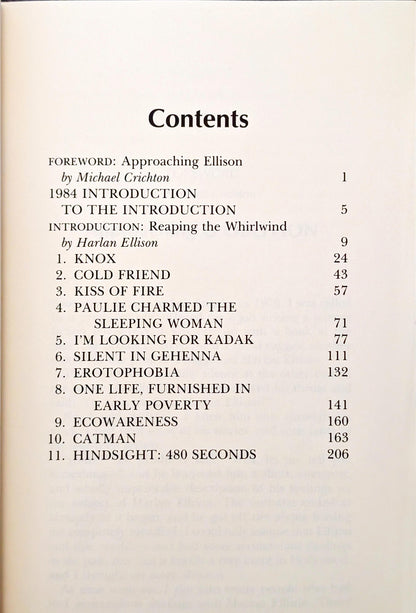 Contents
FOREWORD: Approaching Ellison
by Michael Crichton 1
1984 INTRODUCTION
TO THE INTRODUCTION 5
INTRODUCTION: Reaping the Whirlwind
by Harlan Ellison 9
1. KNOX 24
2. COLD FRIEND 43
3. KISS OF FIRE 57
4. PAULIE CHARMED THE
SLEEPING WOMAN 71
5. I'M LOOKING FOR KADAK 77
6. SILENT IN GEHENNA 111
7. EROTOPHOBIA 132
8. ONE LIFE, FURNISHED IN
EARLY POVERTY 141
9. ECOWARENESS 160
10. CATMAN 163
11. HINDSIGHT: 480 SECONDS 206